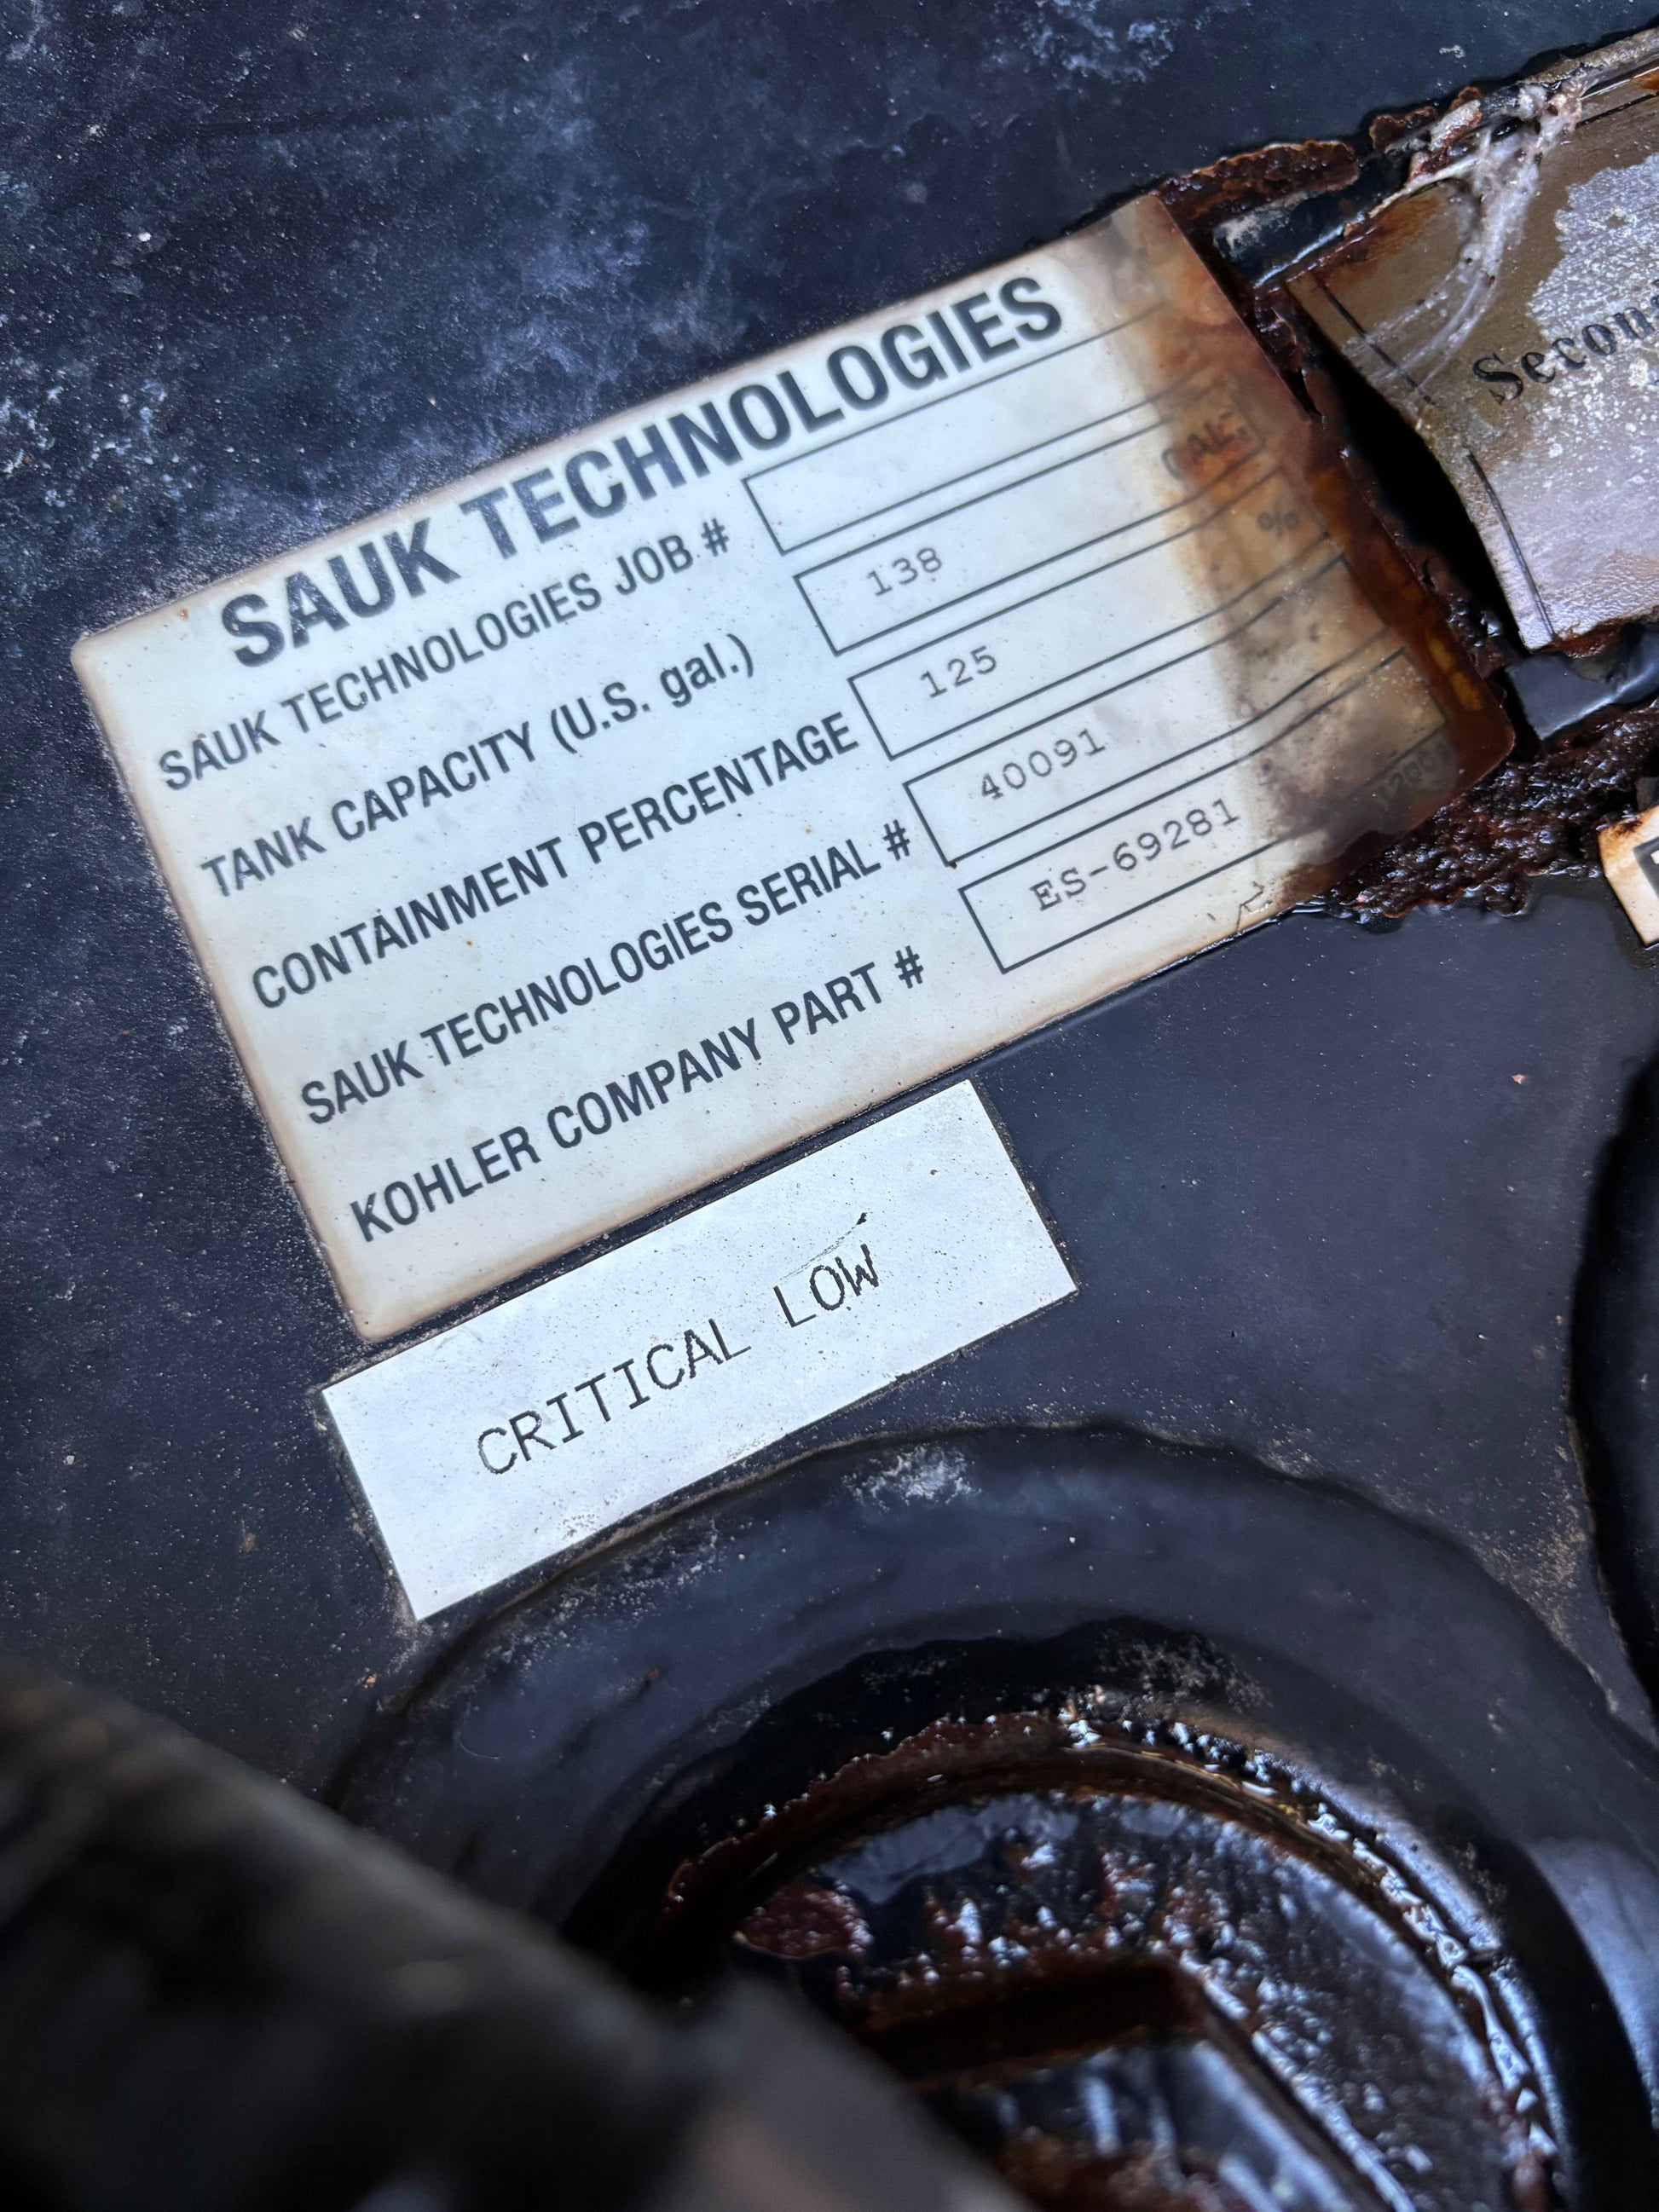 SAUK TECHNOLOGIES
SAUK TECHNOLOGIES JOB #
TANK CAPACITY (U.S. gal.) 138 GAL.
CONTAINMENT PERCENTAGE 125 %
SAUK TECHNOLOGIES SERIAL # 40091
KOHLER COMPANY PART # ES-69281
CRITICAL LOW